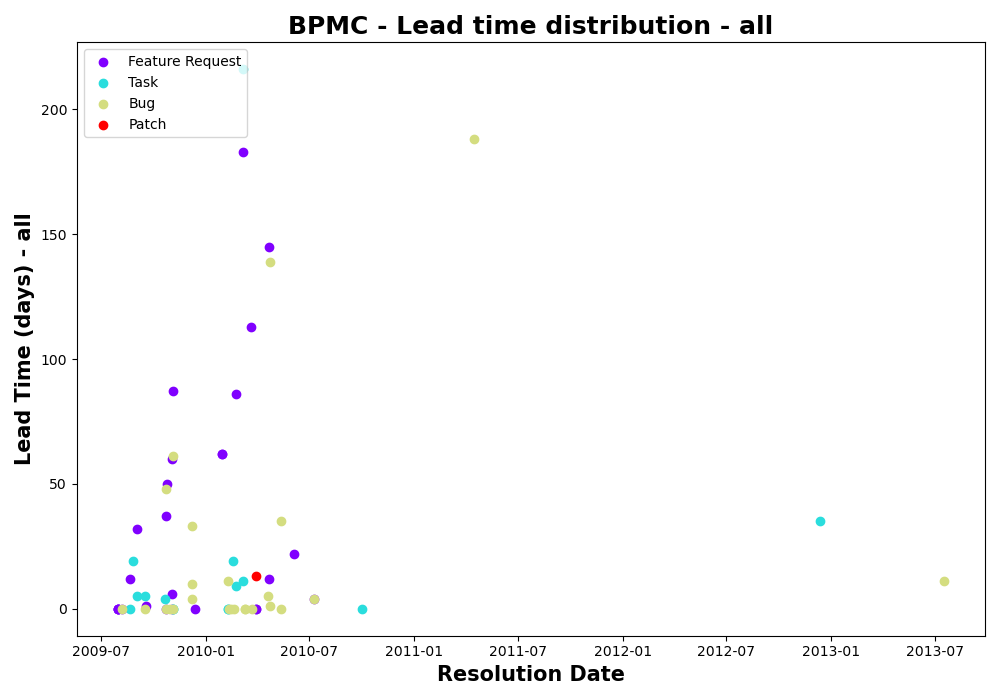 BPMC - Lead time distribution - all
Feature Request
Task
Bug
Patch
Lead Time (days) - all
200
150
100
50
0
2009-07 2010-01 2010-07 2011-01 2011-07 2012-01 2012-07 2013-01 2013-07
Resolution Date